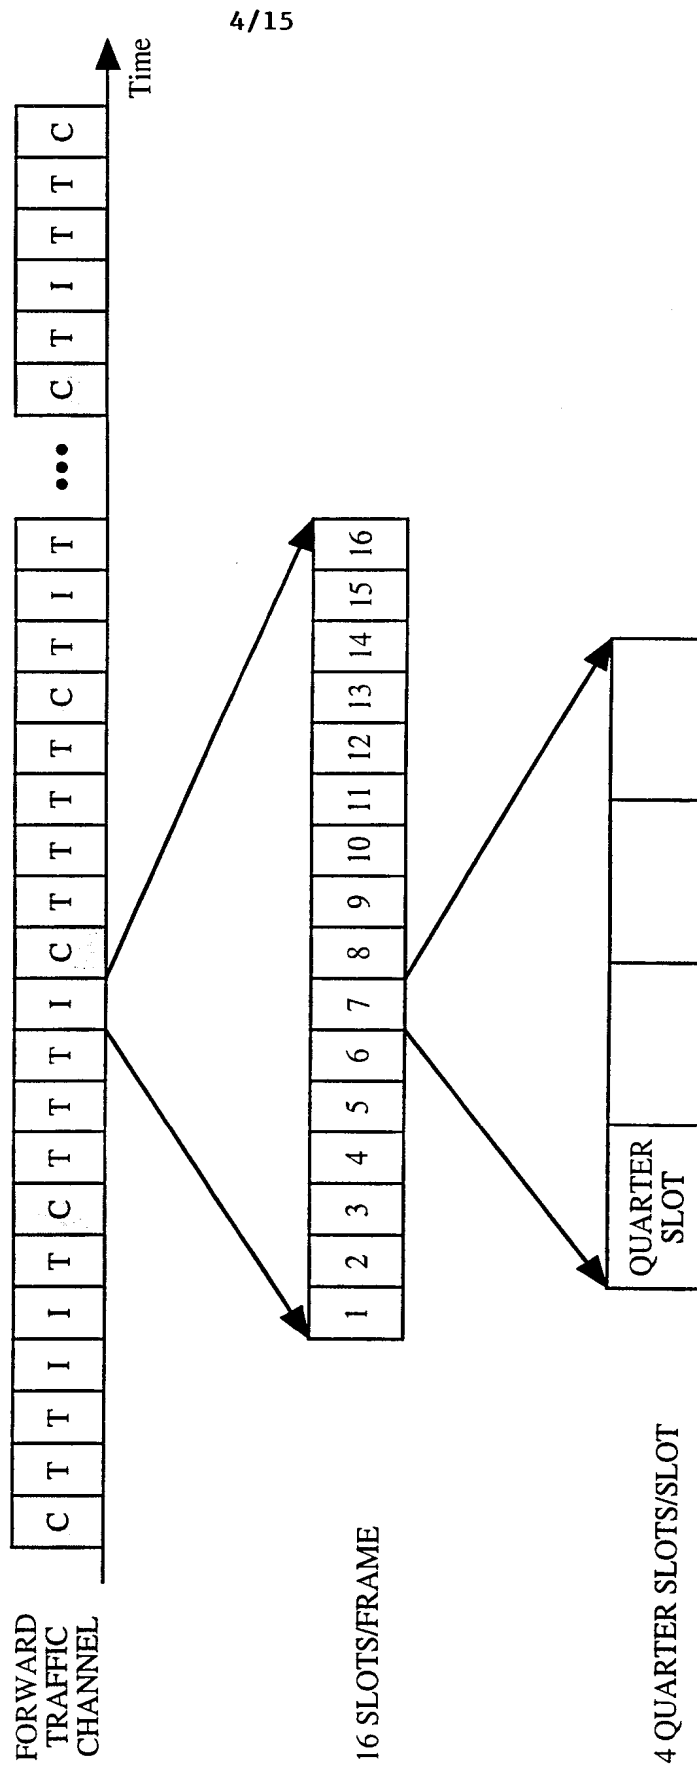 4/15
FORWARD
TRAFFIC
CHANNEL
C T T I I T C T T T I C T T T T C T I T ••• C T I T T C
Time
16 SLOTS/FRAME
1 2 3 4 5 6 7 8 9 10 11 12 13 14 15 16
4 QUARTER SLOTS/SLOT
QUARTER
SLOT